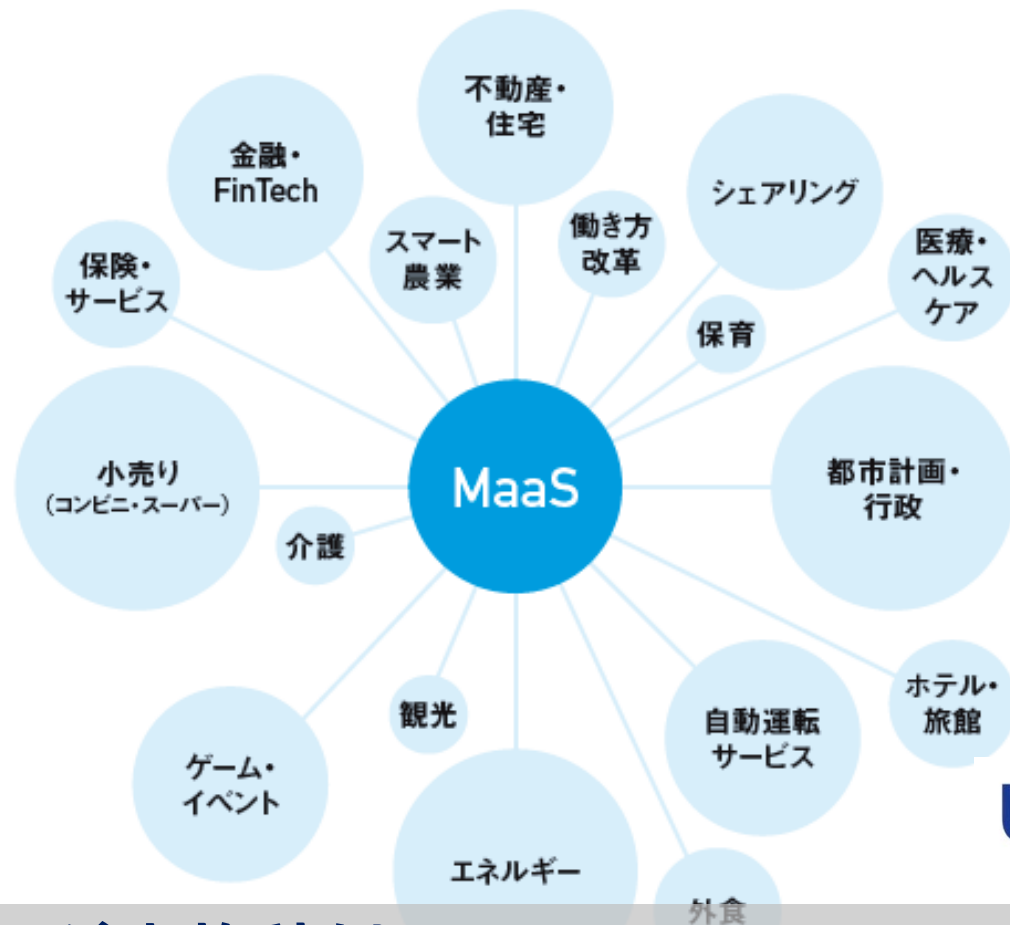 不動産・
住宅
金融・
FinTech
シェアリング
スマート
農業
働き方
改革
医療・
ヘルス
ケア
保険・
サービス
保育
小売り
（コンビニ・スーパー）
MaaS
都市計画・
行政
介護
ホテル・
旅館
観光
自動運転
サービス
ゲーム・
イベント
エネルギー
外食